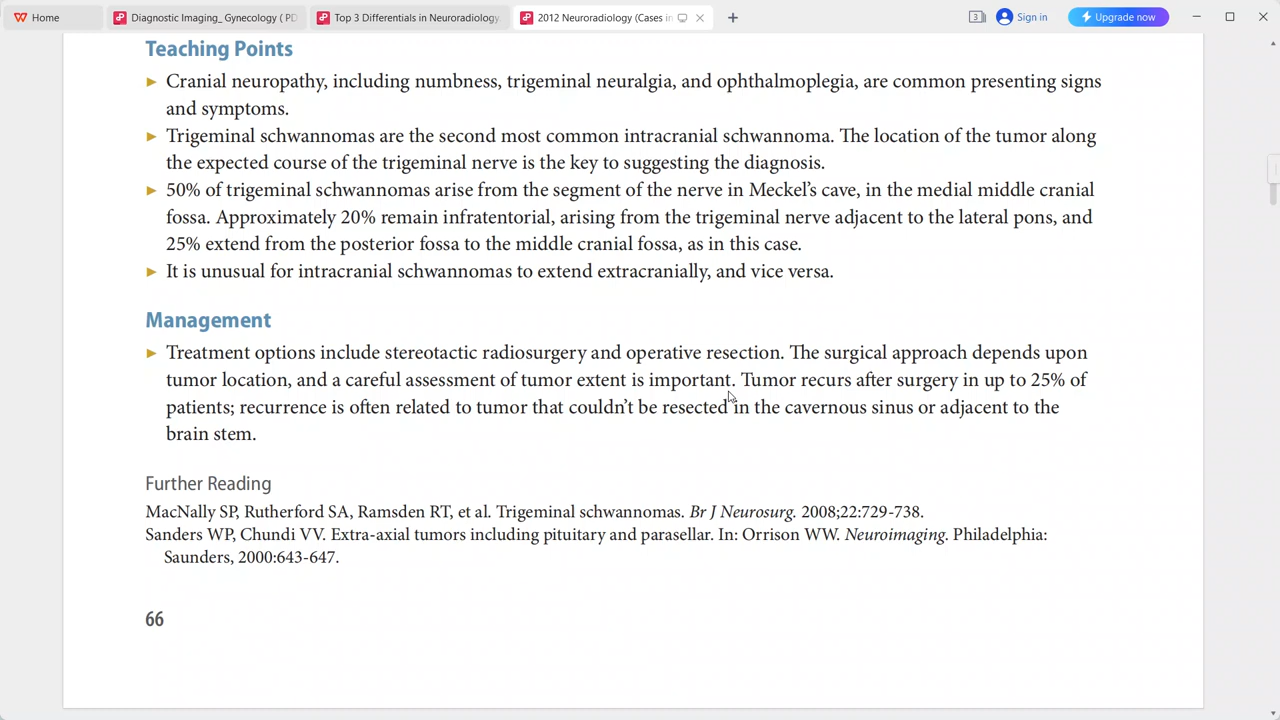 Home
Diagnostic Imaging_ Gynecology ( PD
Top 3 Differentials in Neuroradiology
2012 Neuroradiology (Cases in
3
Sign in
Upgrade now
Teaching Points
► Cranial neuropathy, including numbness, trigeminal neuralgia, and ophthalmoplegia, are common presenting signs
and symptoms.
► Trigeminal schwannomas are the second most common intracranial schwannoma. The location of the tumor along
the expected course of the trigeminal nerve is the key to suggesting the diagnosis.
► 50% of trigeminal schwannomas arise from the segment of the nerve in Meckel's cave, in the medial middle cranial
fossa. Approximately 20% remain infratentorial, arising from the trigeminal nerve adjacent to the lateral pons, and
25% extend from the posterior fossa to the middle cranial fossa, as in this case.
► It is unusual for intracranial schwannomas to extend extracranially, and vice versa.
Management
► Treatment options include stereotactic radiosurgery and operative resection. The surgical approach depends upon
tumor location, and a careful assessment of tumor extent is important. Tumor recurs after surgery in up to 25% of
patients; recurrence is often related to tumor that couldn't be resected in the cavernous sinus or adjacent to the
brain stem.
Further Reading
MacNally SP, Rutherford SA, Ramsden RT, et al. Trigeminal schwannomas. Br J Neurosurg. 2008;22:729-738.
Sanders WP, Chundi VV. Extra-axial tumors including pituitary and parasellar. In: Orrison WW. Neuroimaging. Philadelphia:
Saunders, 2000:643-647.
66